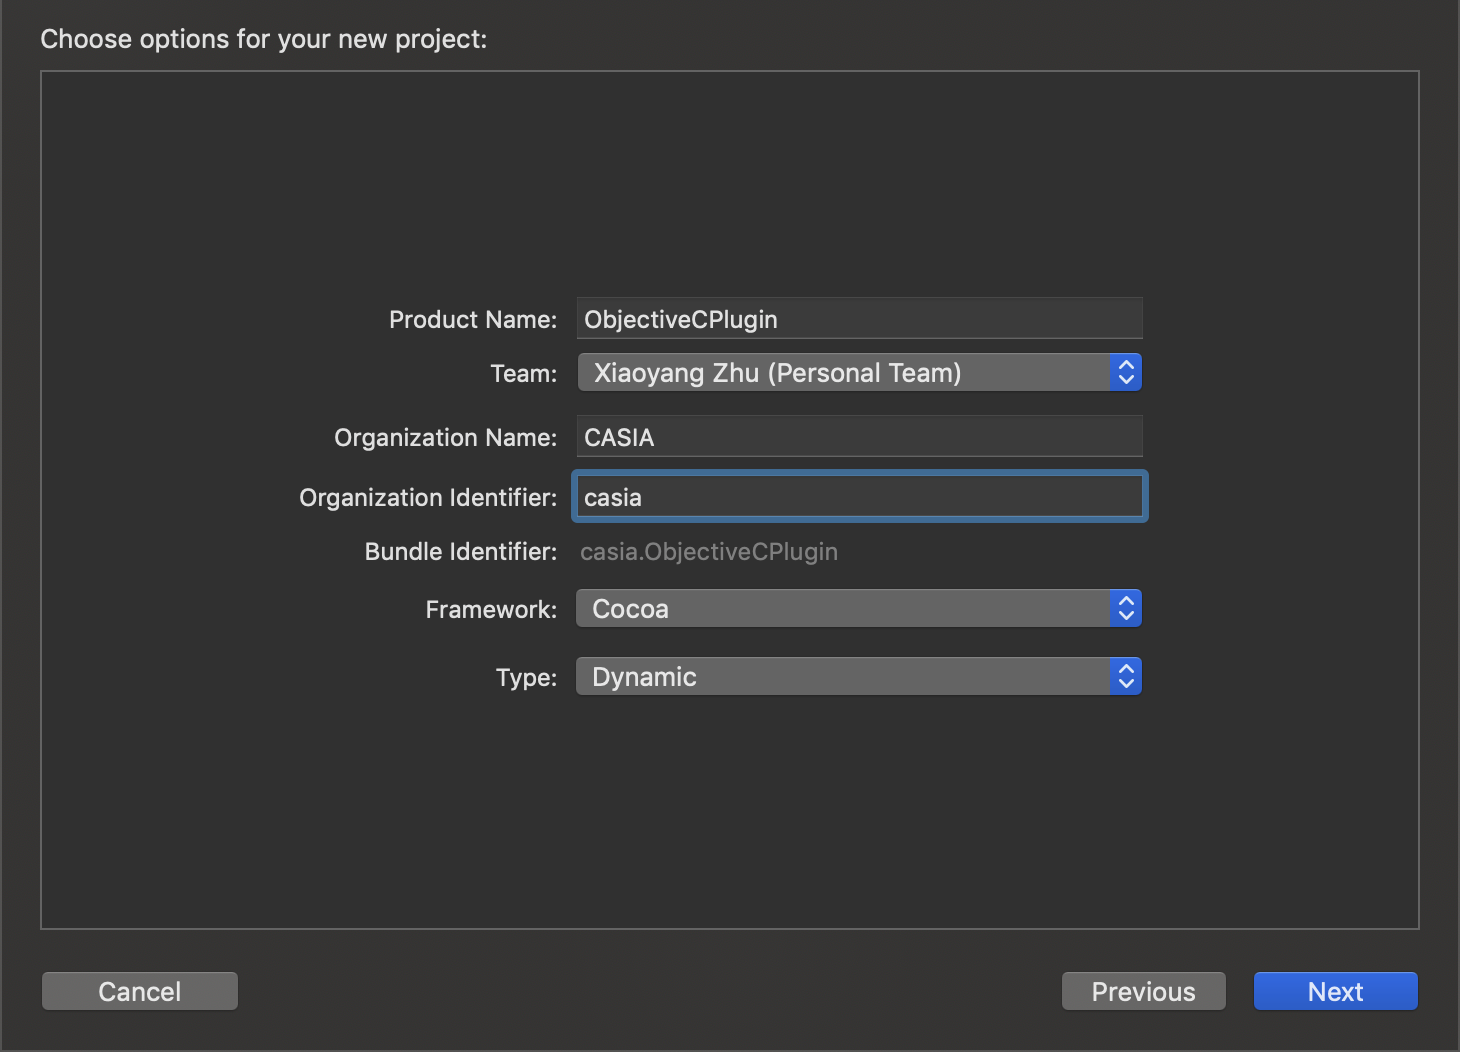 Choose options for your new project:
Product Name: ObjectiveCPlugin
Team: Xiaoyang Zhu (Personal Team)
Organization Name: CASIA
Organization Identifier: casia
Bundle Identifier: casia.ObjectiveCPlugin
Framework: Cocoa
Type: Dynamic
Cancel Previous Next